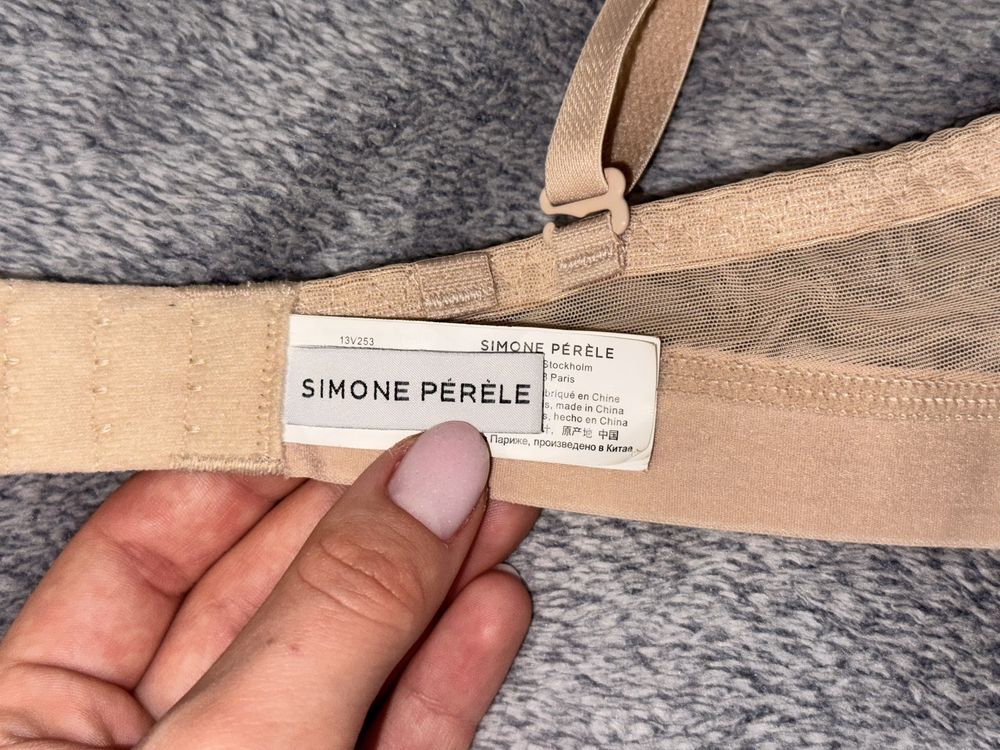 13V253
SIMONE PÉRÈLE
Stockholm
Paris
SIMONE PÉRÈLE
en Chine
made in China
hecho en China
原产地 中国
Париже, произведено в Китае